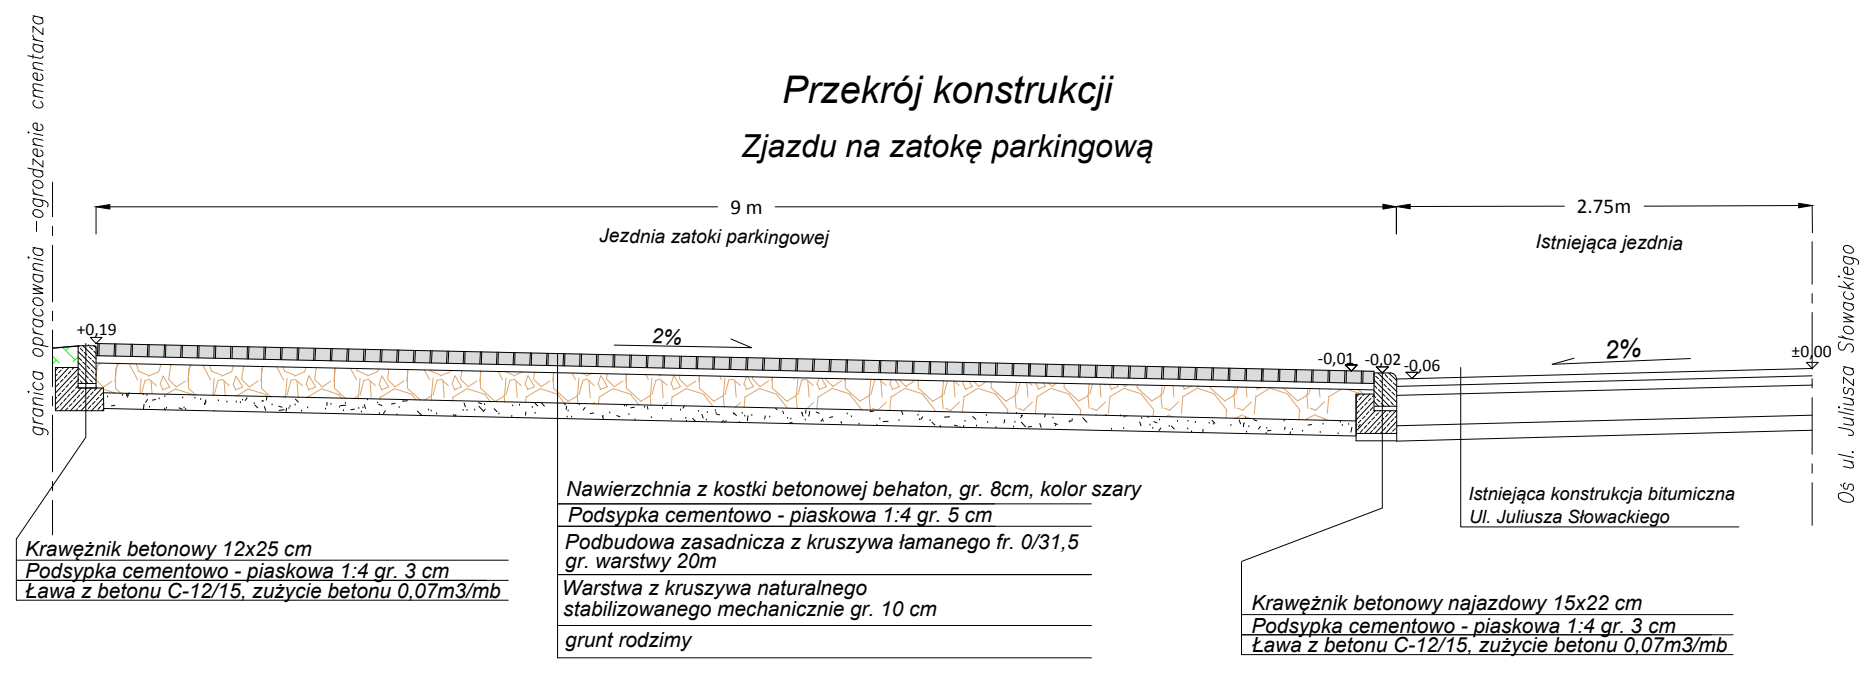 Przekrój konstrukcji
Zjazdu na zatokę parkingową
granica opracowania -ogrodzenie cmentarza
9 m
2.75m
Jezdnia zatoki parkingowej
Istniejąca jezdnia
Oś ul. Juliusza Słowackiego
+0,19
2%
-0,01
-0,02
-0,06
2%
±0,00
Nawierzchnia z kostki betonowej behaton, gr. 8cm, kolor szary
Podsypka cementowo - piaskowa 1:4 gr. 5 cm
Podbudowa zasadnicza z kruszywa łamanego fr. 0/31,5
gr. warstwy 20m
Warstwa z kruszywa naturalnego
stabilizowanego mechanicznie gr. 10 cm
grunt rodzimy
Krawężnik betonowy 12x25 cm
Podsypka cementowo - piaskowa 1:4 gr. 3 cm
Ława z betonu C-12/15, zużycie betonu 0,07m3/mb
Istniejąca konstrukcja bitumiczna
Ul. Juliusza Słowackiego
Krawężnik betonowy najazdowy 15x22 cm
Podsypka cementowo - piaskowa 1:4 gr. 3 cm
Ława z betonu C-12/15, zużycie betonu 0,07m3/mb